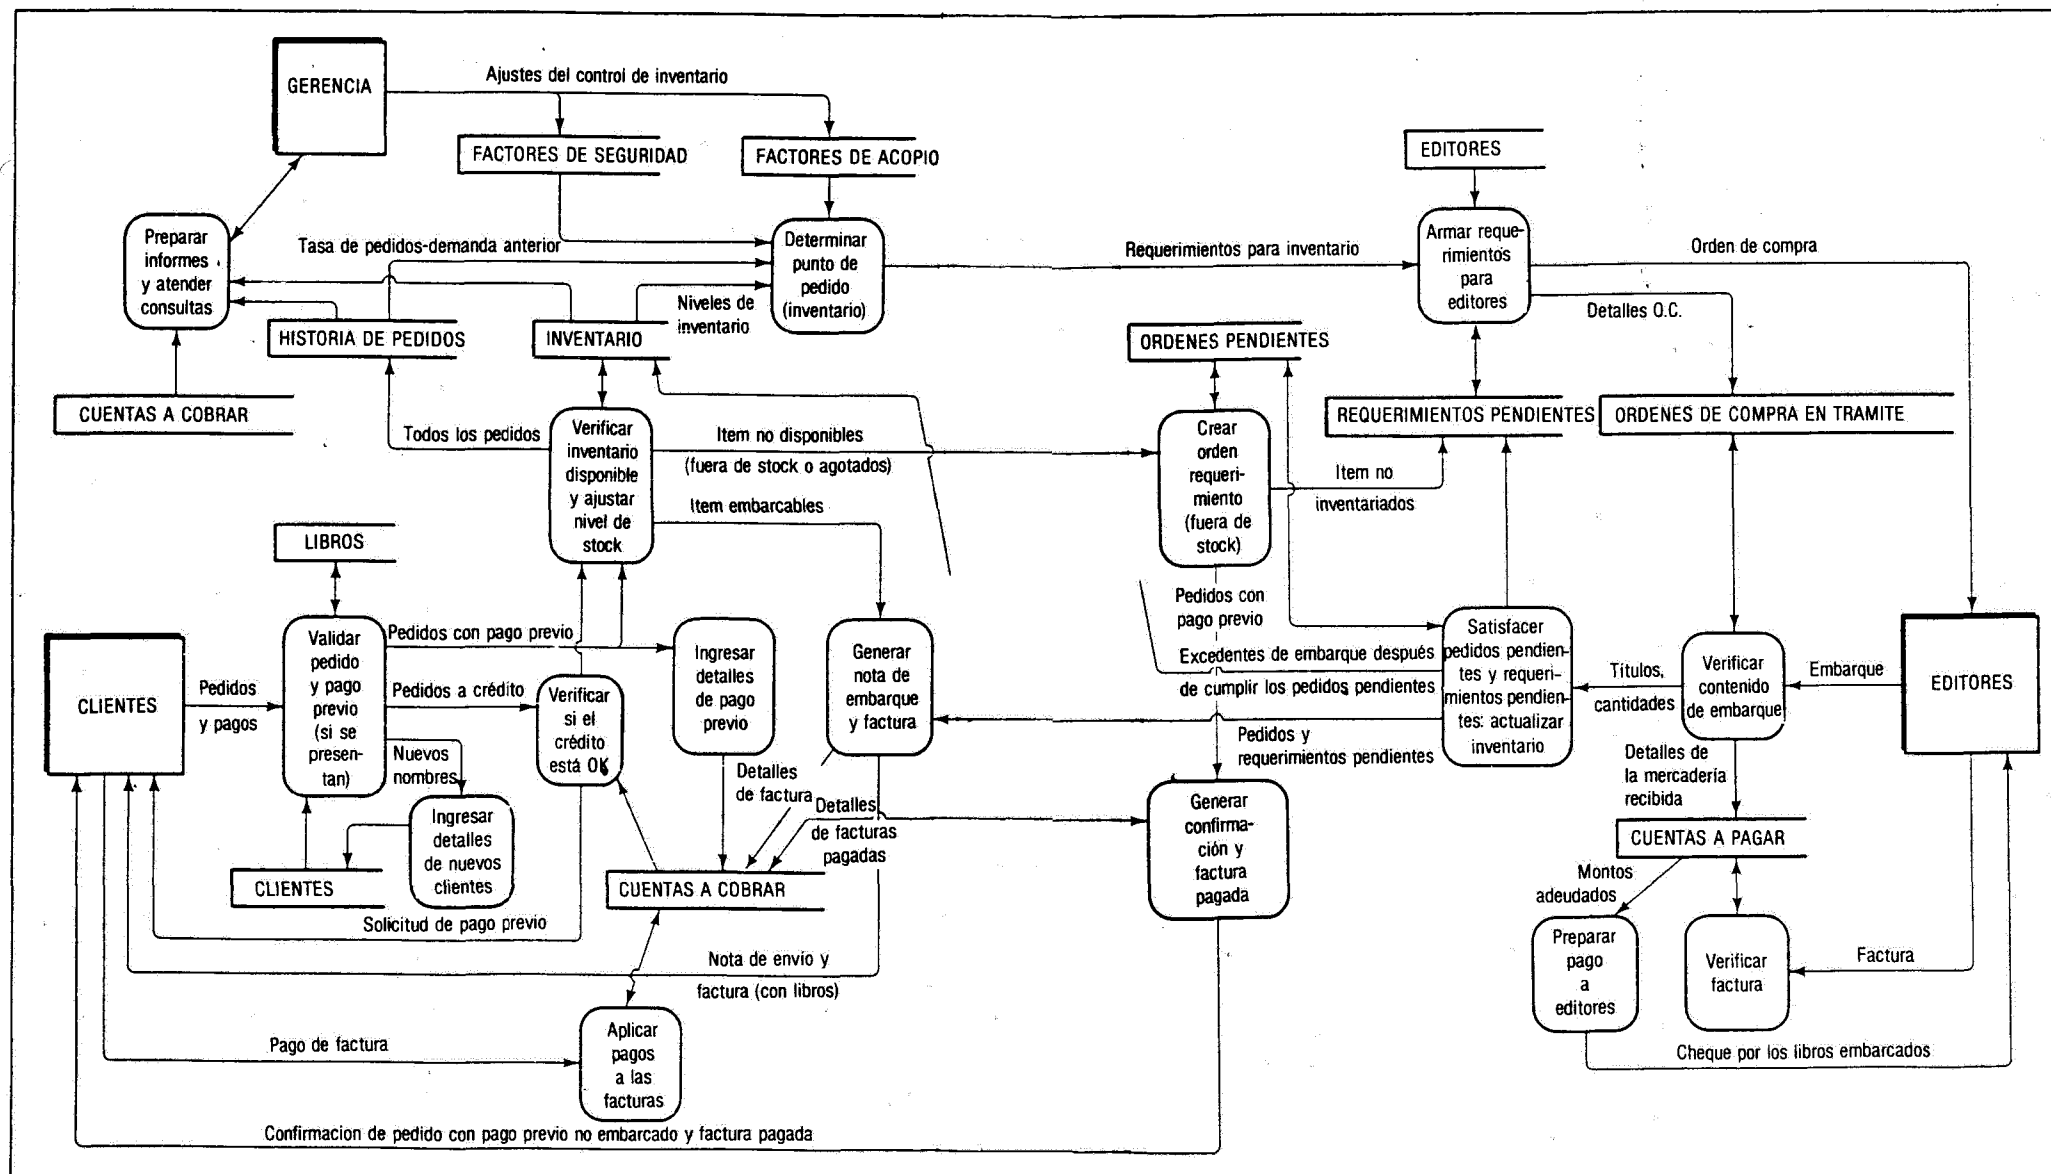 GERENCIA
Ajustes del control de inventario
FACTORES DE SEGURIDAD
FACTORES DE ACOPIO
EDITORES
Preparar
informes
y atender
consultas
Tasa de pedidos-demanda anterior
Determinar
punto de
pedido
(inventario)
Requerimientos para inventario
Armar reque-
rimientos
para
editores
Orden de compra
Detalles O.C.
Niveles de
inventario
HISTORIA DE PEDIDOS
INVENTARIO
ORDENES PENDIENTES
CUENTAS A COBRAR
REQUERIMIENTOS PENDIENTES
ORDENES DE COMPRA EN TRAMITE
Todos los pedidos
Verificar
inventario
disponible
y ajustar
nivel de
stock
Item no disponibles
(fuera de stock o agotados)
Item embarcables
Crear
orden
requeri-
miento
(fuera de
stock)
Item no
inventariados
LIBROS
CLIENTES
Pedidos
y pagos
Validar
pedido
y pago
previo
(si se
presen-
tan)
Pedidos con pago previo
Pedidos a crédito
Nuevos
nombres
Verificar
si el
crédito
está OK
Ingresar
detalles
de pago
previo
Generar
nota de
embarque
y factura
Pedidos con
pago previo
Excedentes de embarque después
de cumplir los pedidos pendientes
Pedidos y
requerimientos pendientes
Satisfacer
pedidos pendien-
tes y requeri-
mientos pendien-
tes: actualizar
inventario
Títulos,
cantidades
Verificar
contenido
de embarque
Embarque
EDITORES
Ingresar
detalles
de nuevos
clientes
CLIENTES
Detalles
de factura
Detalles
de facturas
pagadas
CUENTAS A COBRAR
Generar
confirma-
ción y
factura
pagada
Detalles de
la mercadería
recibida
CUENTAS A PAGAR
Montos
adeudados
Solicitud de pago previo
Nota de envío y
factura (con libros)
Preparar
pago
a
editores
Verificar
factura
Factura
Pago de factura
Aplicar
pagos
a las
facturas
Cheque por los libros embarcados
Confirmacion de pedido con pago previo no embarcado y factura pagada